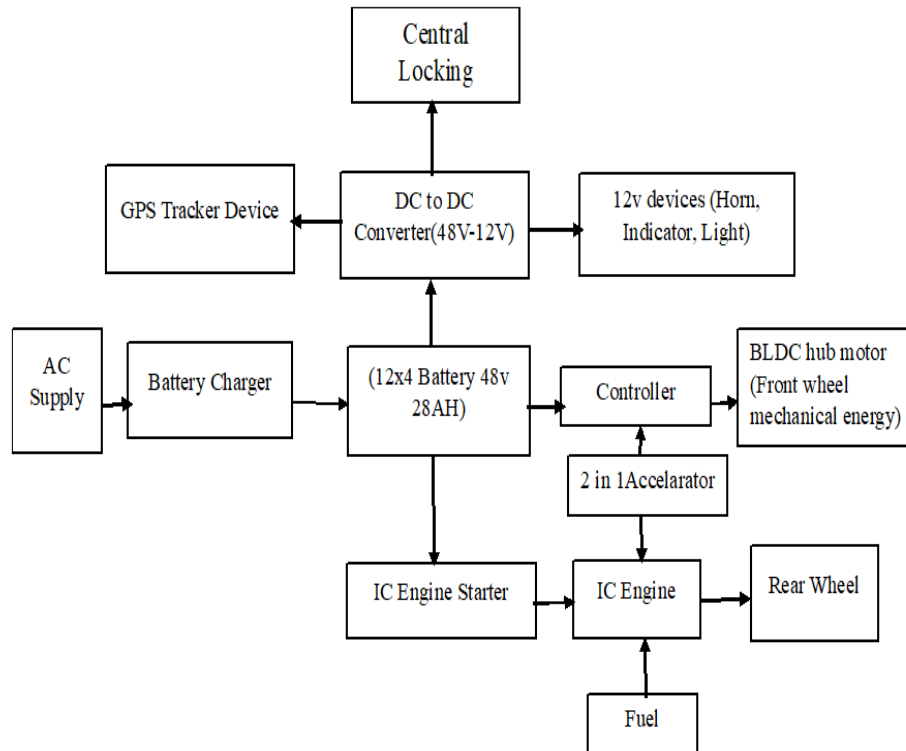 Central
Locking
GPS Tracker Device
DC to DC
Converter(48V-12V)
12v devices (Horn,
Indicator, Light)
AC
Supply
Battery Charger
(12x4 Battery 48v
28AH)
Controller
BLDC hub motor
(Front wheel
mechanical energy)
2 in 1Accelarator
IC Engine Starter
IC Engine
Rear Wheel
Fuel